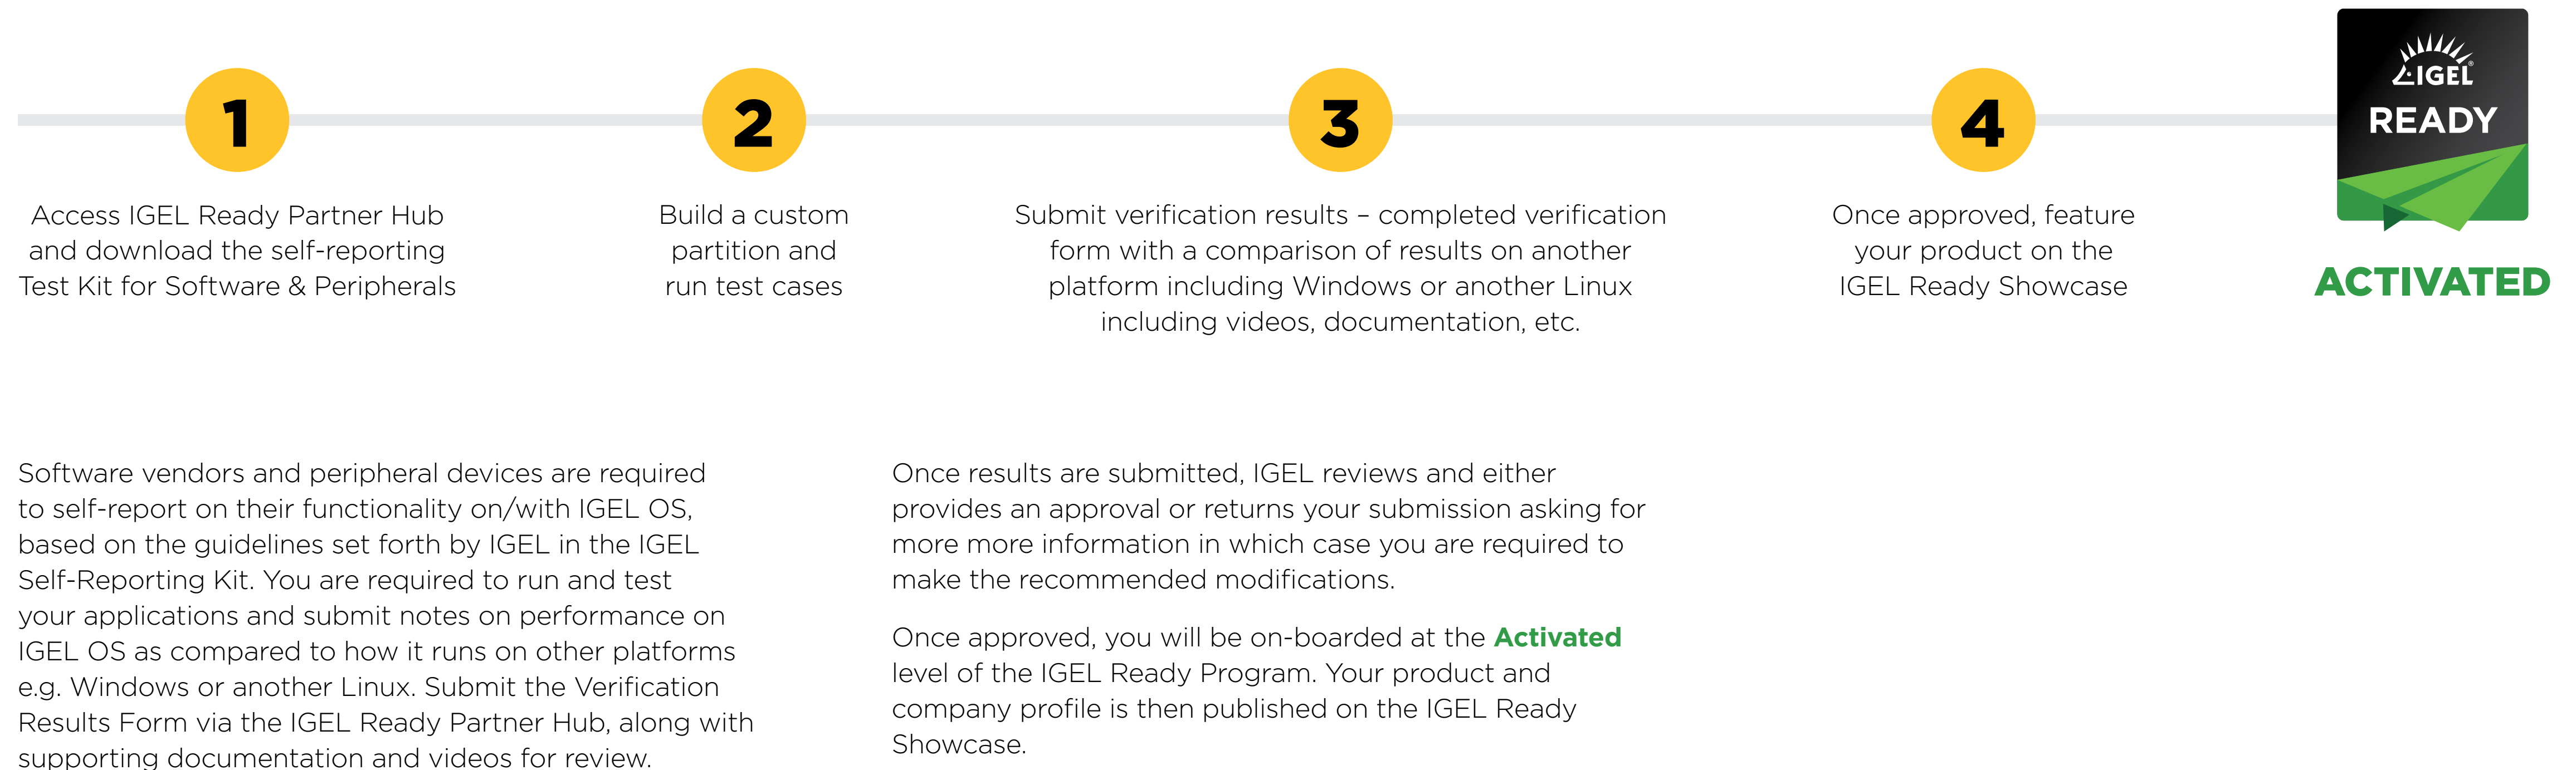 1
Access IGEL Ready Partner Hub
and download the self-reporting
Test Kit for Software & Peripherals
2
Build a custom
partition and
run test cases
3
Submit verification results – completed verification
form with a comparison of results on another
platform including Windows or another Linux
including videos, documentation, etc.
4
Once approved, feature
your product on the
IGEL Ready Showcase
IGEL®
READY
ACTIVATED
Software vendors and peripheral devices are required
to self-report on their functionality on/with IGEL OS,
based on the guidelines set forth by IGEL in the IGEL
Self-Reporting Kit. You are required to run and test
your applications and submit notes on performance on
IGEL OS as compared to how it runs on other platforms
e.g. Windows or another Linux. Submit the Verification
Results Form via the IGEL Ready Partner Hub, along with
supporting documentation and videos for review.
Once results are submitted, IGEL reviews and either
provides an approval or returns your submission asking for
more more information in which case you are required to
make the recommended modifications.
Once approved, you will be on-boarded at the Activated
level of the IGEL Ready Program. Your product and
company profile is then published on the IGEL Ready
Showcase.